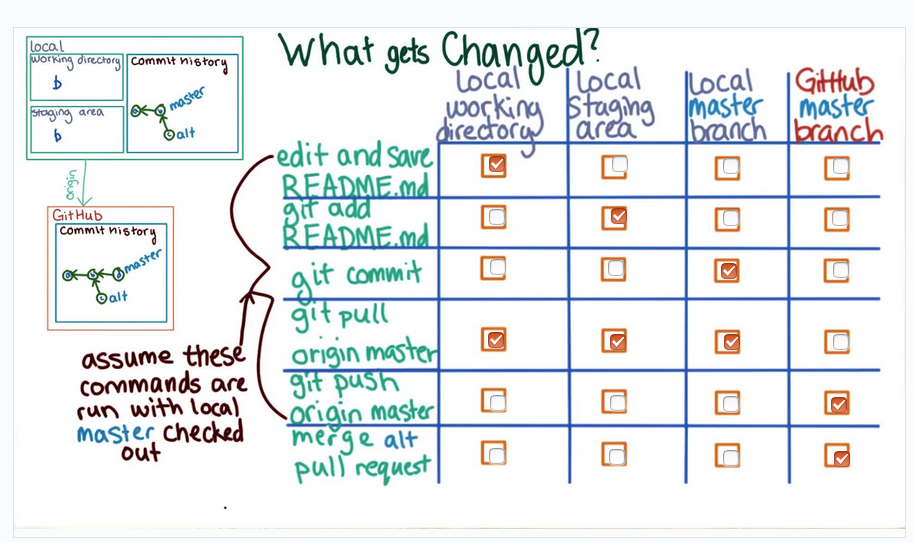 What gets Changed?
local
working directory
b
staging area
b
Commit history
a
b
master
c
alt
origin
GitHub
Commit history
a
b
d
master
c
alt
assume these
commands are
run with local
master checked
out
Local
working
directory
Local
Staging
area
Local
master
branch
GitHub
master
branch
edit and save
README.md
git add
README.md
git commit
git pull
origin master
git push
origin master
merge alt
pull request